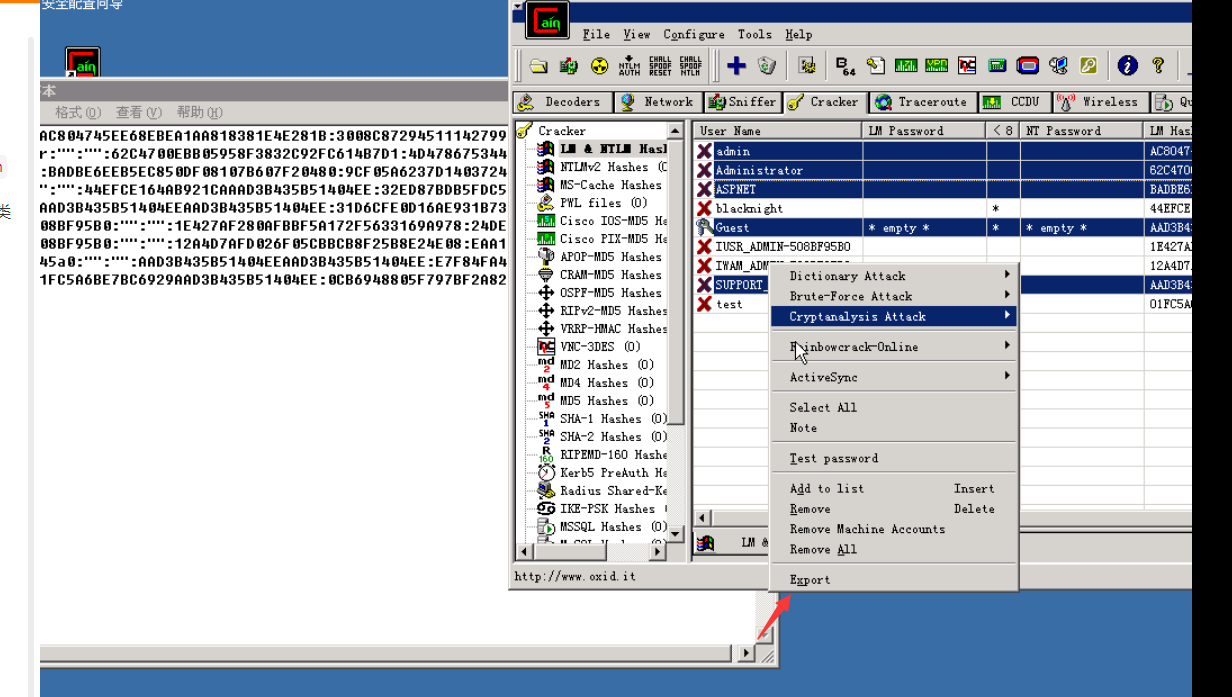 安全配置向导
aín
本
格式(O) 查看(V) 帮助(H)
AC804745EE68EBEA1AA818381E4E281B:3008C87294511142799
r:"":"":62C4700EBB05958F3832C92FC614B7D1:4D478675344
:BADBE6EEB5EC850DF08107B607F20480:9CF05A6237D1403724
":"":44EFCE164AB921CAAAD3B435B51404EE:32ED87BDB5FDC5
AAD3B435B51404EEAAD3B435B51404EE:31D6CFE0D16AE931B73
08BF95B0:"":"":1E427AF280AFBBF5A172F5633169A978:24DE
08BF95B0:"":"":12A4D7AFD026F05CBBCB8F25B8E24E08:EAA1
45a0:"":"":AAD3B435B51404EEAAD3B435B51404EE:E7F84FA4
1FC5A6BE7BC6929AAD3B435B51404EE:0CB6948805F797BF2A82
类
aín
File View Configure Tools Help
NTLM AUTH CHALL SPOOF RESET CHALL SPOOF NTLM B64
Decoders Network Sniffer Cracker Traceroute CCDU Wireless Qu
Cracker
LM & NTLM Hasl
NTLMv2 Hashes (C
MS-Cache Hashes
PWL files (0)
Cisco IOS-MD5 Ha
Cisco PIX-MD5 Ha
APOP-MD5 Hashes
CRAM-MD5 Hashes
OSPF-MD5 Hashes
RIPv2-MD5 Hashes
VRRP-HMAC Hashes
VNC-3DES (0)
MD2 Hashes (0)
MD4 Hashes (0)
MD5 Hashes (0)
SHA-1 Hashes (0)
SHA-2 Hashes (0)
RIPEMD-160 Hashe
Kerb5 PreAuth Ha
Radius Shared-Ke
IKE-PSK Hashes
MSSQL Hashes (0)
User Name LM Password < 8 NT Password LM Has
admin AC8047
Administrator 62C470
ASPNET BADBE6
blacknight * 44EFCE
Guest * empty * * * empty * AAD3B4
IUSR_ADMIN-508BF95B0 1E427A
IWAM_ADM 12A4D7
SUPPORT_ AAD3B4
test 01FC5A
Dictionary Attack
Brute-Force Attack
Cryptanalysis Attack
Rainbowcrack-Online
ActiveSync
Select All
Note
Test password
Add to list Insert
Remove Delete
Remove Machine Accounts
Remove All
Export
LM &
http://www.oxid.it